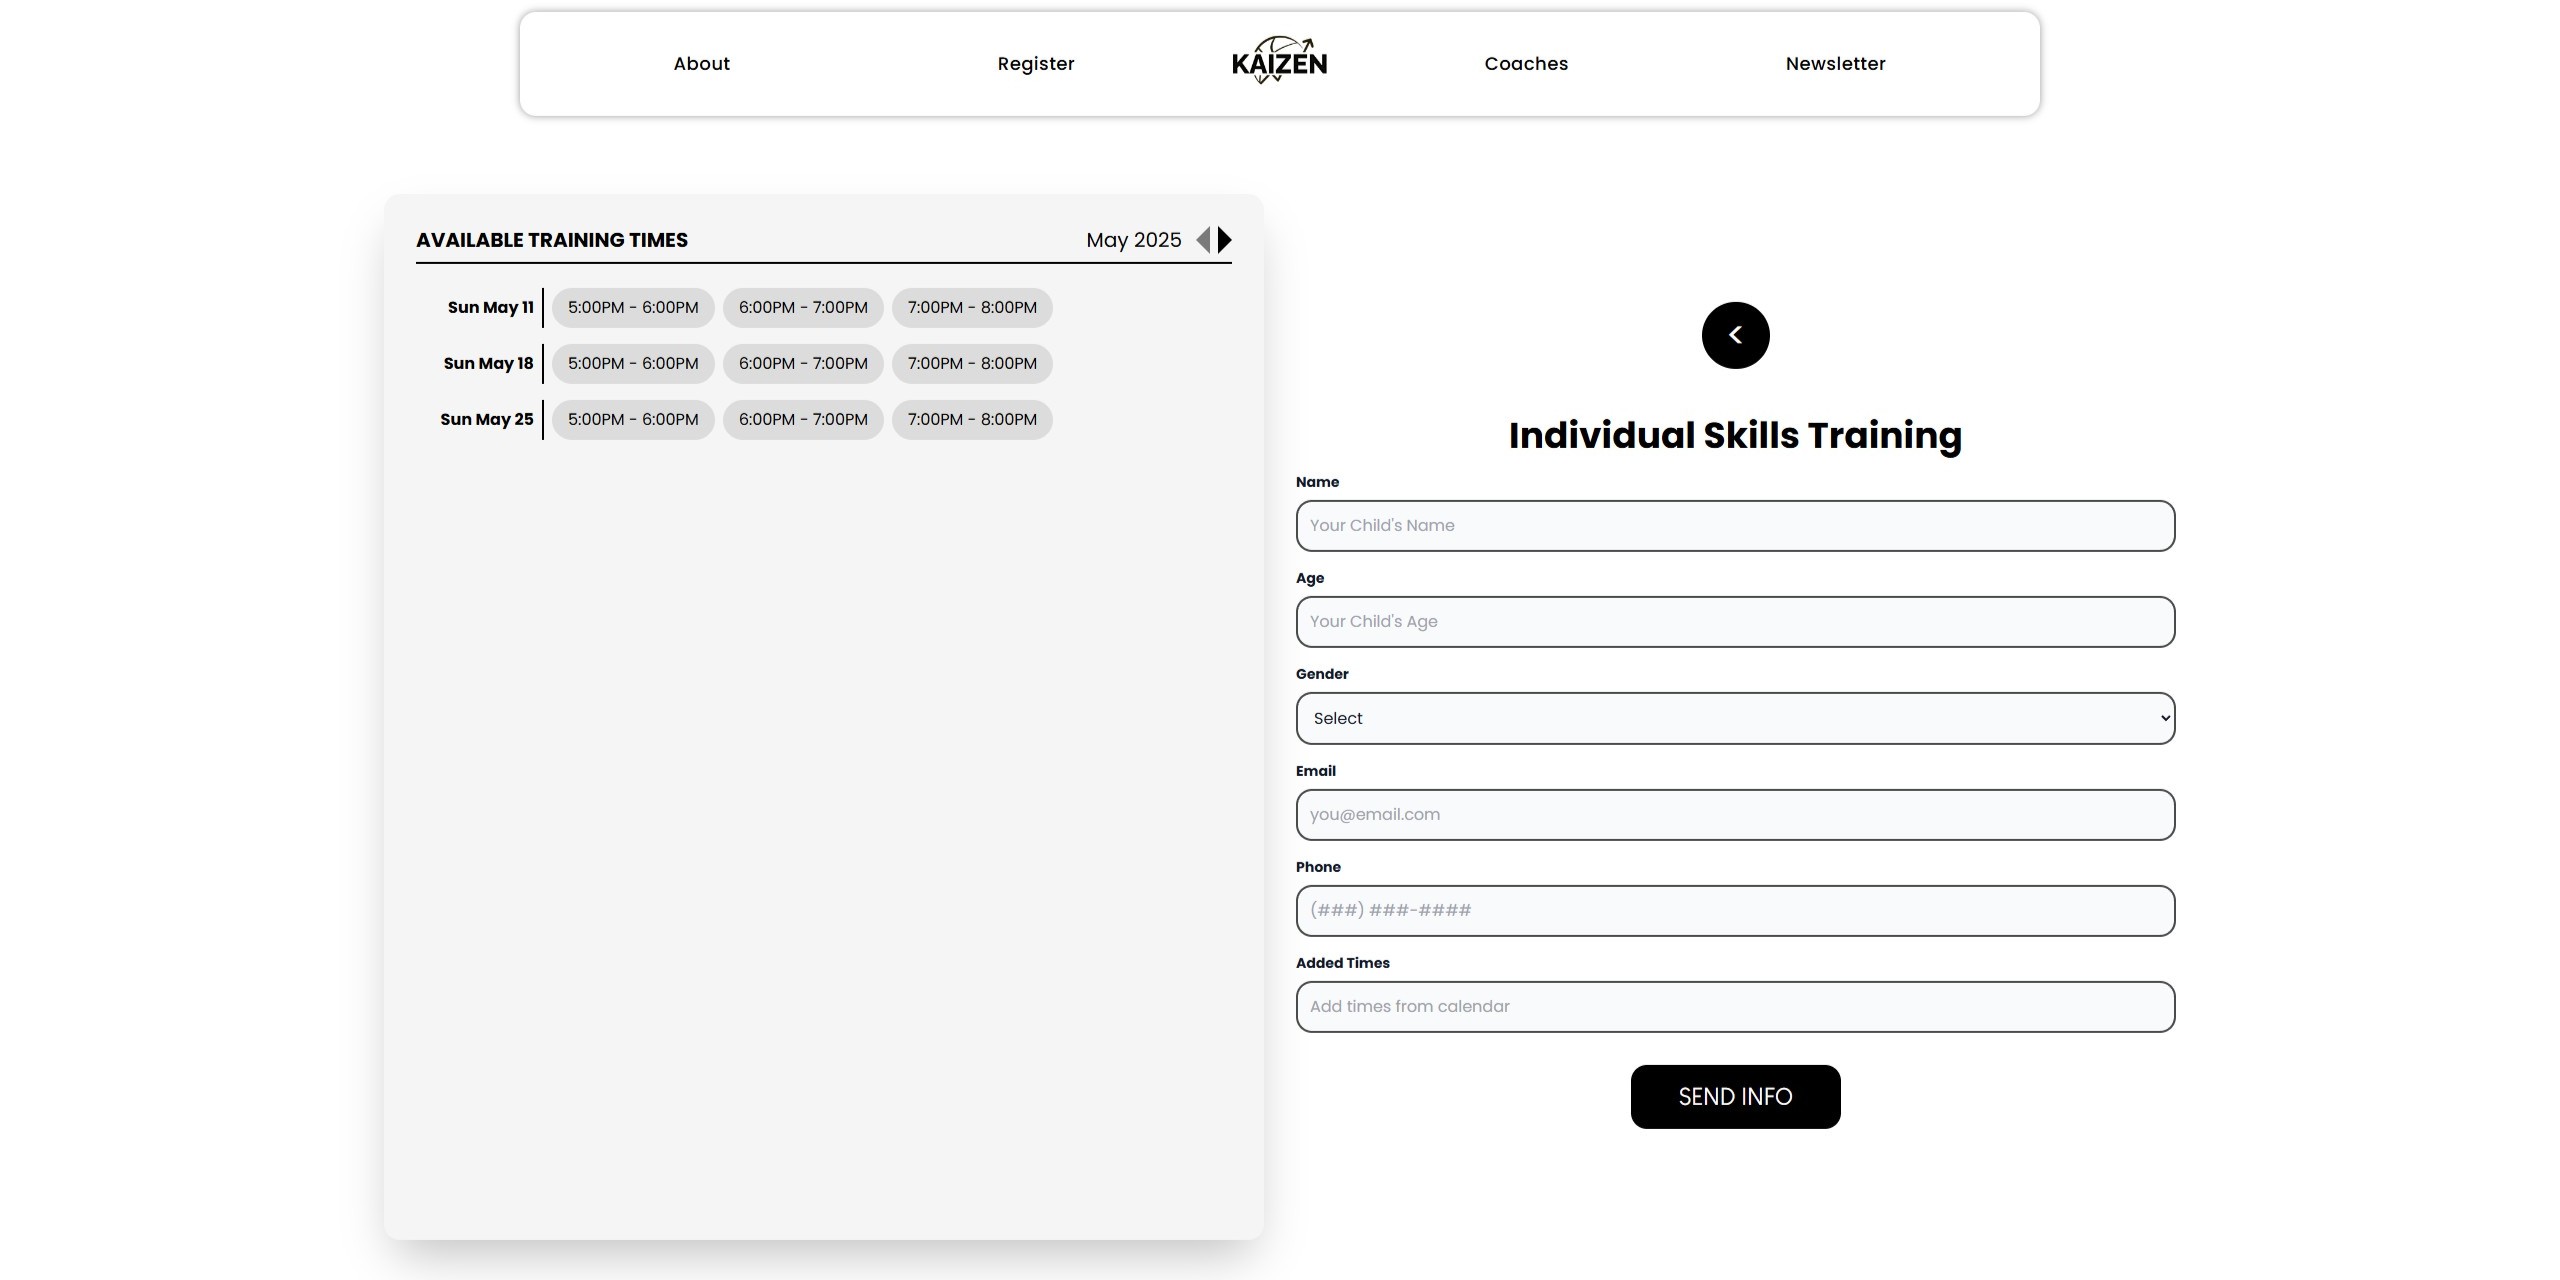 About Register KAIZEN Coaches Newsletter
AVAILABLE TRAINING TIMES May 2025
Sun May 11 5:00PM - 6:00PM 6:00PM - 7:00PM 7:00PM - 8:00PM
Sun May 18 5:00PM - 6:00PM 6:00PM - 7:00PM 7:00PM - 8:00PM
Sun May 25 5:00PM - 6:00PM 6:00PM - 7:00PM 7:00PM - 8:00PM
<
Individual Skills Training
Name
Your Child's Name
Age
Your Child's Age
Gender
Select
Email
you@email.com
Phone
(###) ###-####
Added Times
Add times from calendar
SEND INFO